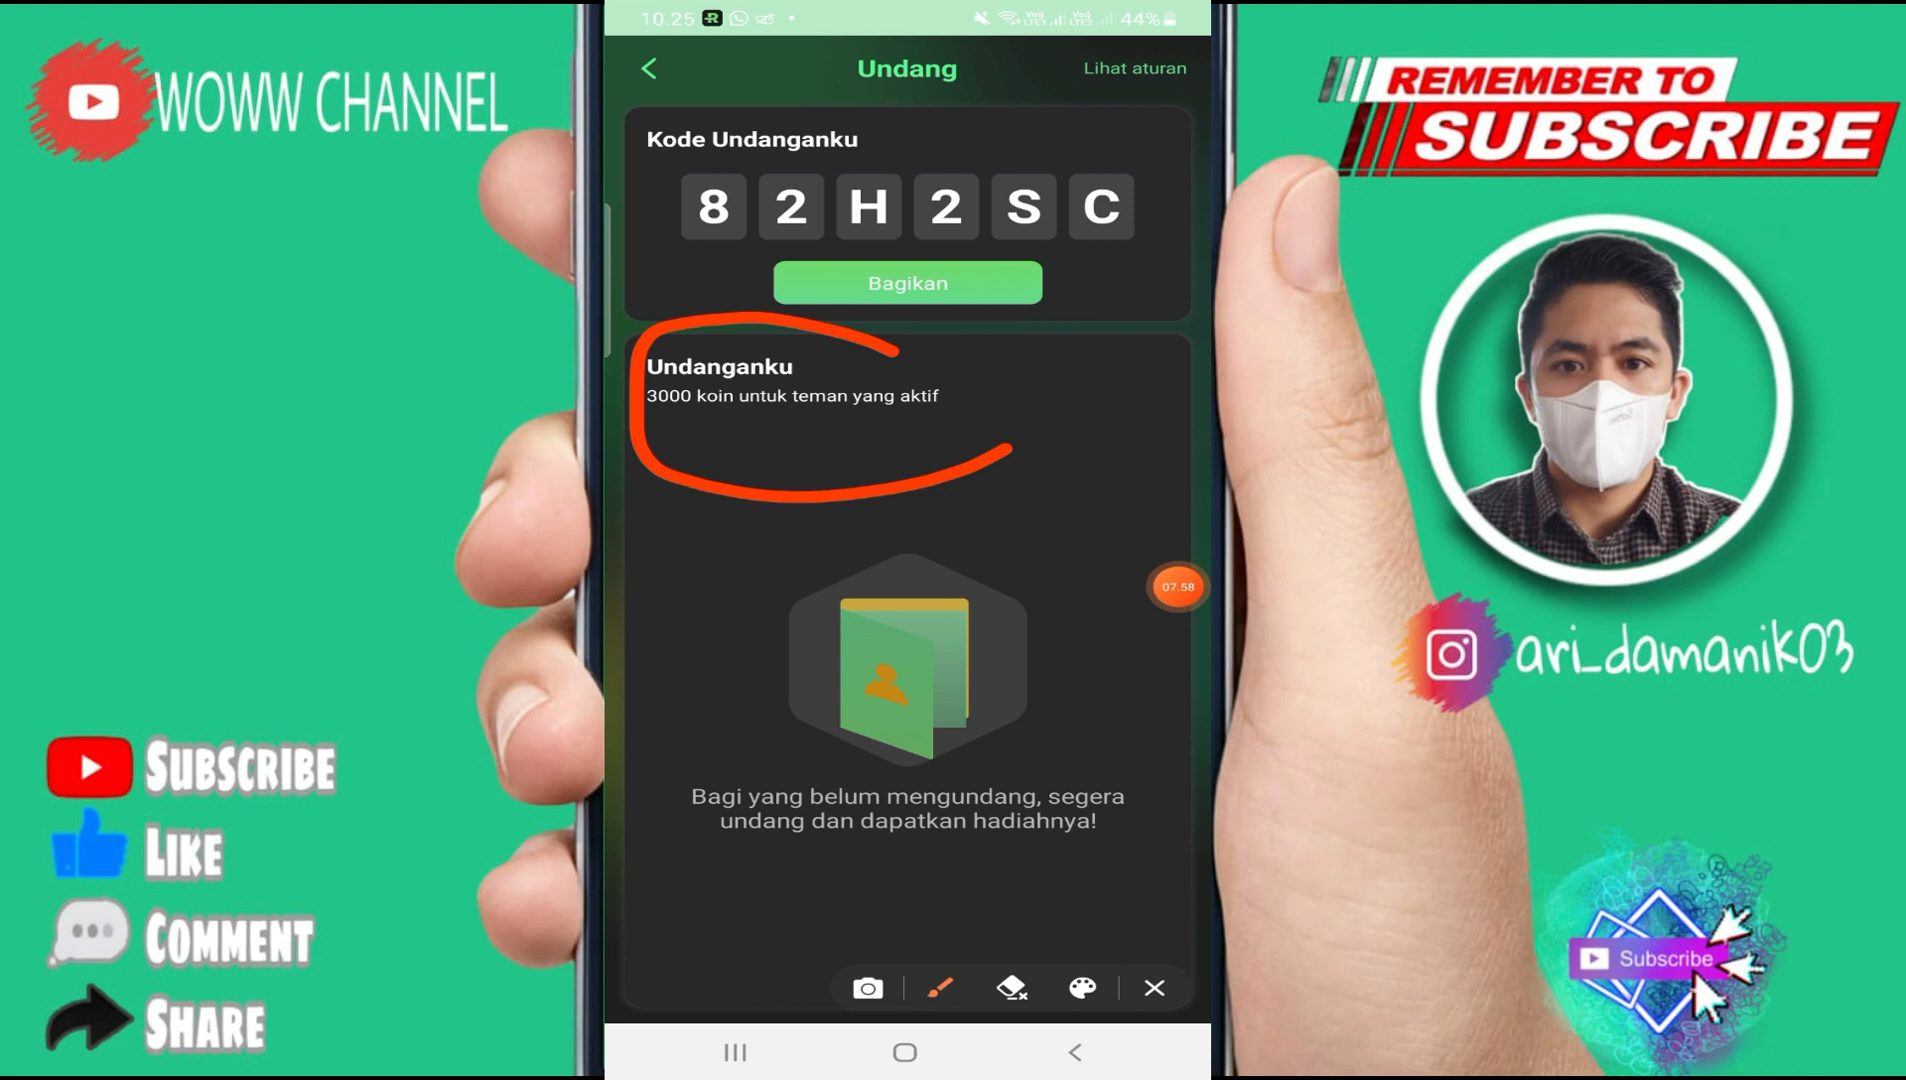 WOWW CHANNEL
10.25
44%
Undang
Lihat aturan
Kode Undanganku
8 2 H 2 S C
Bagikan
Undanganku
3000 koin untuk teman yang aktif
07.58
Bagi yang belum mengundang, segera
undang dan dapatkan hadiahnya!
REMEMBER TO
SUBSCRIBE
ari_damanik03
SUBSCRIBE
LIKE
COMMENT
SHARE
Subscribe